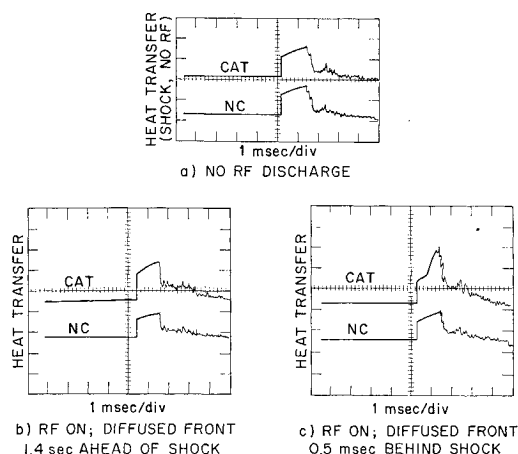 HEAT TRANSFER
(SHOCK, NO RF)
CAT
NC
1 msec/div
a) NO RF DISCHARGE
HEAT TRANSFER
CAT
NC
1 msec/div
b) RF ON; DIFFUSED FRONT
1.4 sec AHEAD OF SHOCK
HEAT TRANSFER
CAT
NC
1 msec/div
c) RF ON; DIFFUSED FRONT
0.5 msec BEHIND SHOCK